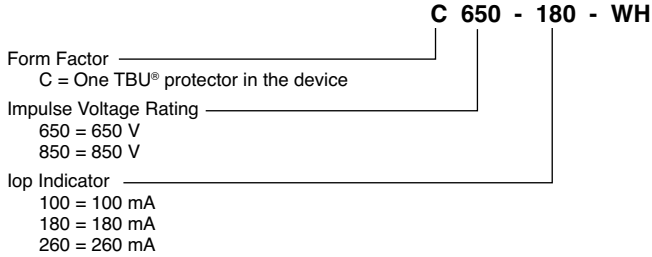 C 650 - 180 - WH
Form Factor
C = One TBU® protector in the device
Impulse Voltage Rating
650 = 650 V
850 = 850 V
Iop Indicator
100 = 100 mA
180 = 180 mA
260 = 260 mA